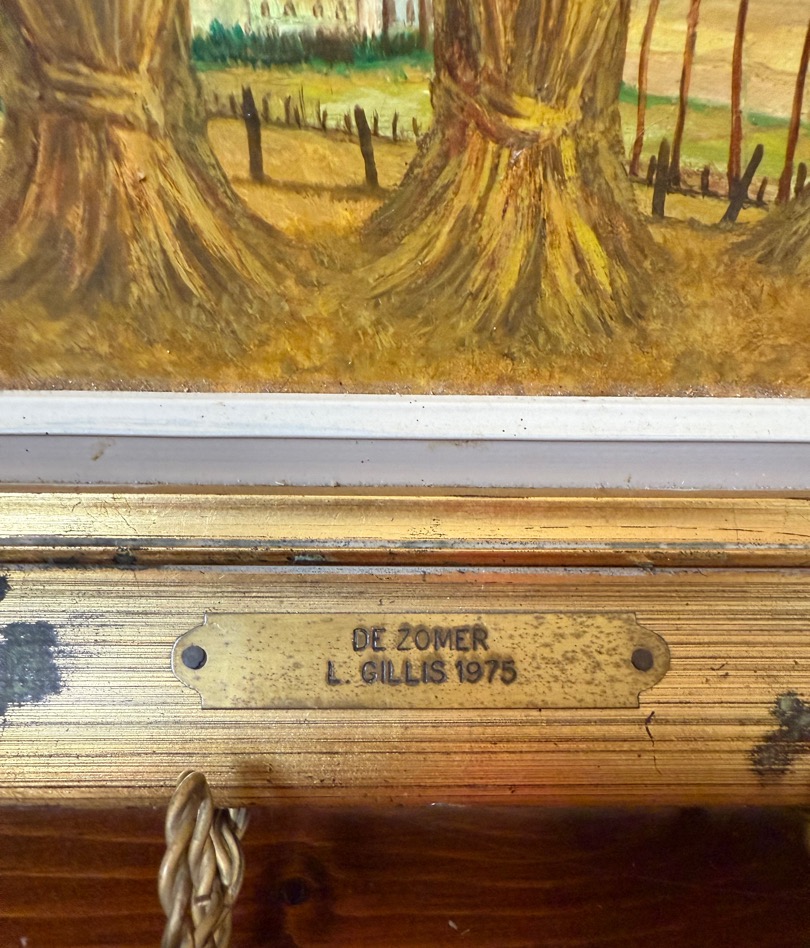 DE ZOMER
L. GILLIS 1975